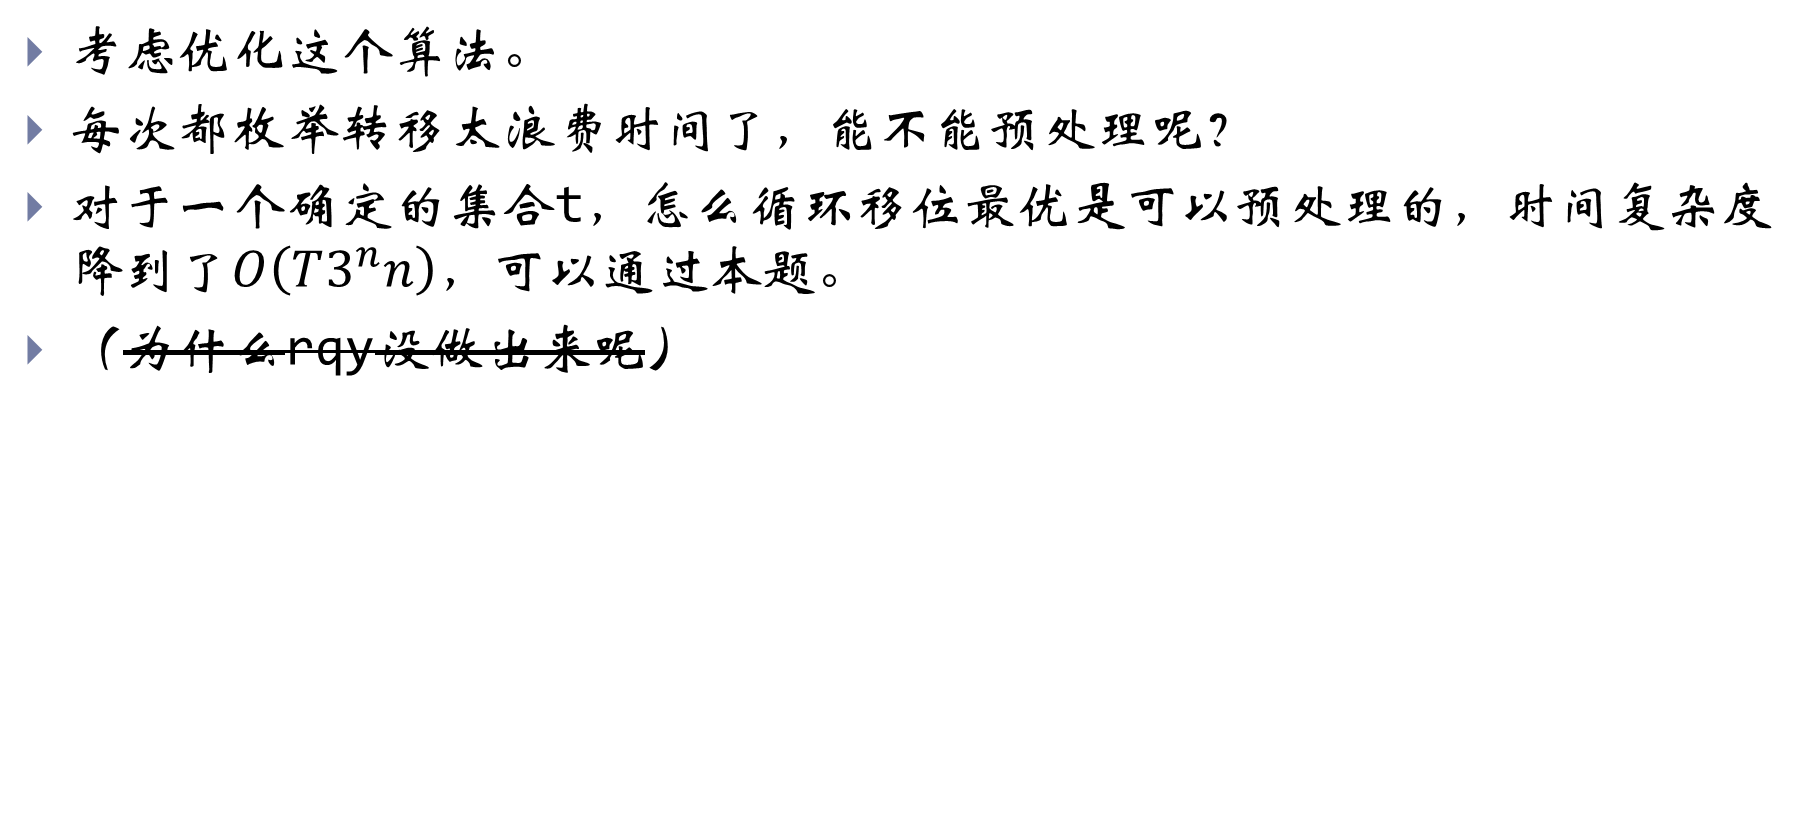 考虑优化这个算法。
每次都枚举转移太浪费时间了，能不能预处理呢？
对于一个确定的集合t，怎么循环移位最优是可以预处理的，时间复杂度
降到了O(T3ⁿn)，可以通过本题。
（为什么rqy没做出来呢）